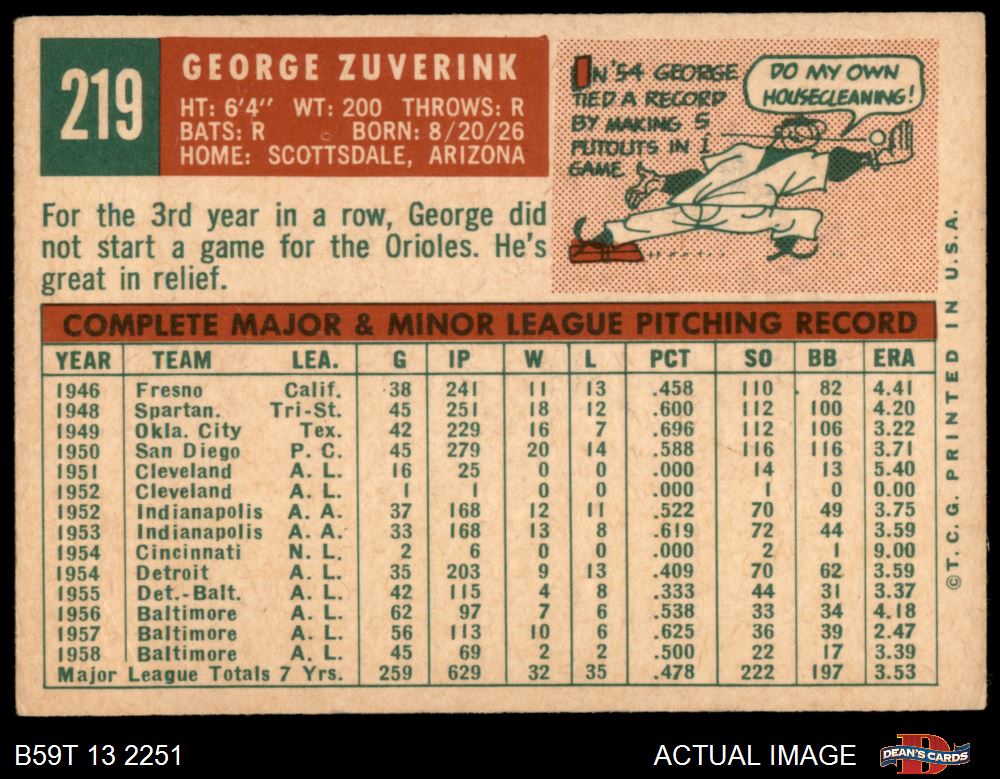 219
GEORGE ZUVERINK
HT: 6'4" WT: 200 THROWS: R
BATS: R BORN: 8/20/26
HOME: SCOTTSDALE, ARIZONA
IN '54 GEORGE
TIED A RECORD
BY MAKING 5
PUTOUTS IN 1
GAME
DO MY OWN
HOUSECLEANING!
For the 3rd year in a row, George did
not start a game for the Orioles. He's
great in relief.
COMPLETE MAJOR & MINOR LEAGUE PITCHING RECORD
YEAR TEAM LEA. G IP W L PCT SO BB ERA
1946 Fresno Calif. 38 241 11 13 .458 110 82 4.41
1948 Spartan. Tri-St. 45 251 18 12 .600 112 100 4.20
1949 Okla. City Tex. 42 229 16 7 .696 112 106 3.22
1950 San Diego P. C. 45 279 20 14 .588 116 116 3.71
1951 Cleveland A. L. 16 25 0 0 .000 14 13 5.40
1952 Cleveland A. L. 1 1 0 0 .000 1 0 0.00
1952 Indianapolis A. A. 37 168 12 11 .522 70 49 3.75
1953 Indianapolis A. A. 33 168 13 8 .619 72 44 3.59
1954 Cincinnati N. L. 2 6 0 0 .000 2 1 9.00
1954 Detroit A. L. 35 203 9 13 .409 70 62 3.59
1955 Det.-Balt. A. L. 42 115 4 8 .333 44 31 3.37
1956 Baltimore A. L. 62 97 7 6 .538 33 34 4.18
1957 Baltimore A. L. 56 113 10 6 .625 36 39 2.47
1958 Baltimore A. L. 45 69 2 2 .500 22 17 3.39
Major League Totals 7 Yrs. 259 629 32 35 .478 222 197 3.53
©T.C.G. PRINTED IN U.S.A.
B59T 13 2251
ACTUAL IMAGE
DEAN'S CARDS